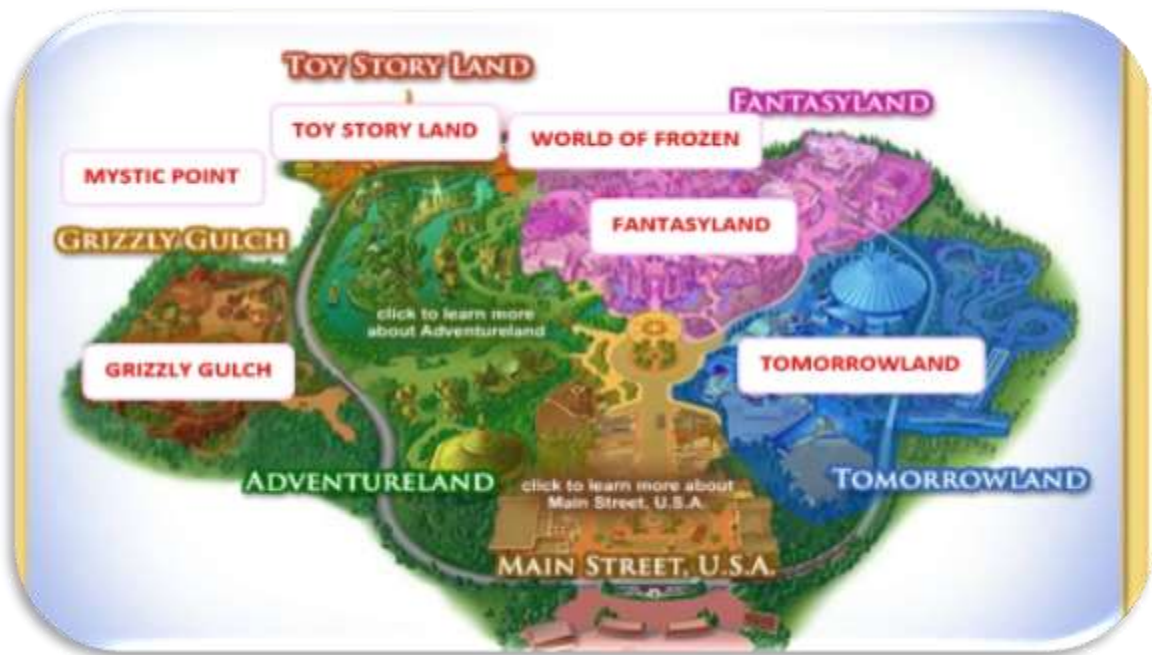 TOY STORY LAND
FANTASYLAND
TOY STORY LAND
WORLD OF FROZEN
MYSTIC POINT
FANTASYLAND
GRIZZLY GULCH
click to learn more
about Adventureland
GRIZZLY GULCH
TOMORROWLAND
ADVENTURELAND
click to learn more about
Main Street, U.S.A.
TOMORROWLAND
MAIN STREET, U.S.A.